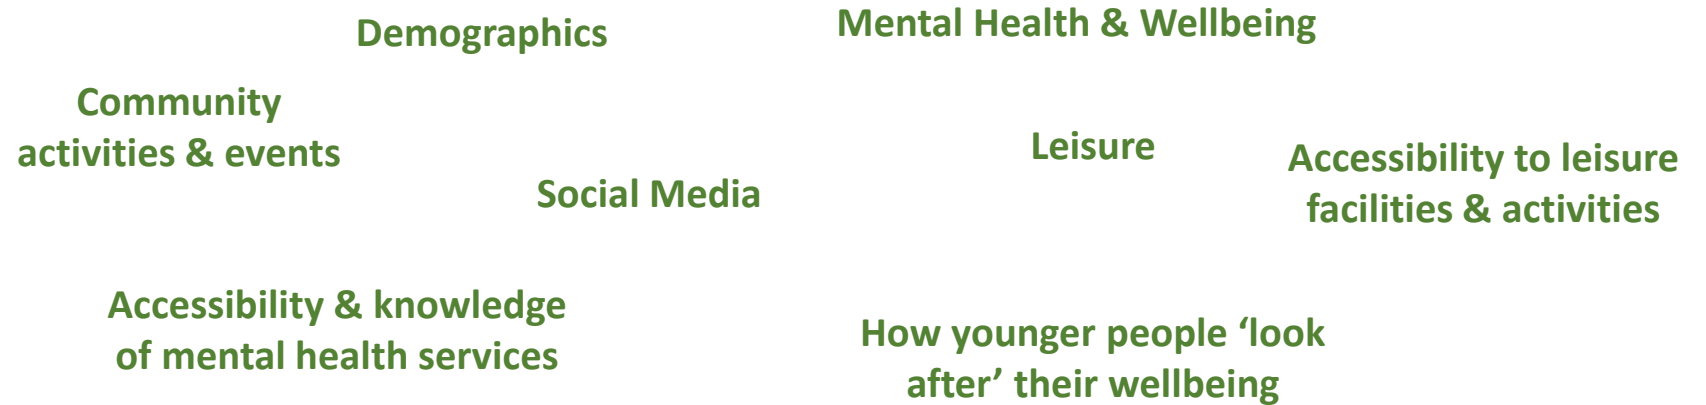 Demographics
Mental Health & Wellbeing
Community
activities & events
Social Media
Leisure
Accessibility to leisure
facilities & activities
Accessibility & knowledge
of mental health services
How younger people ‘look
after’ their wellbeing